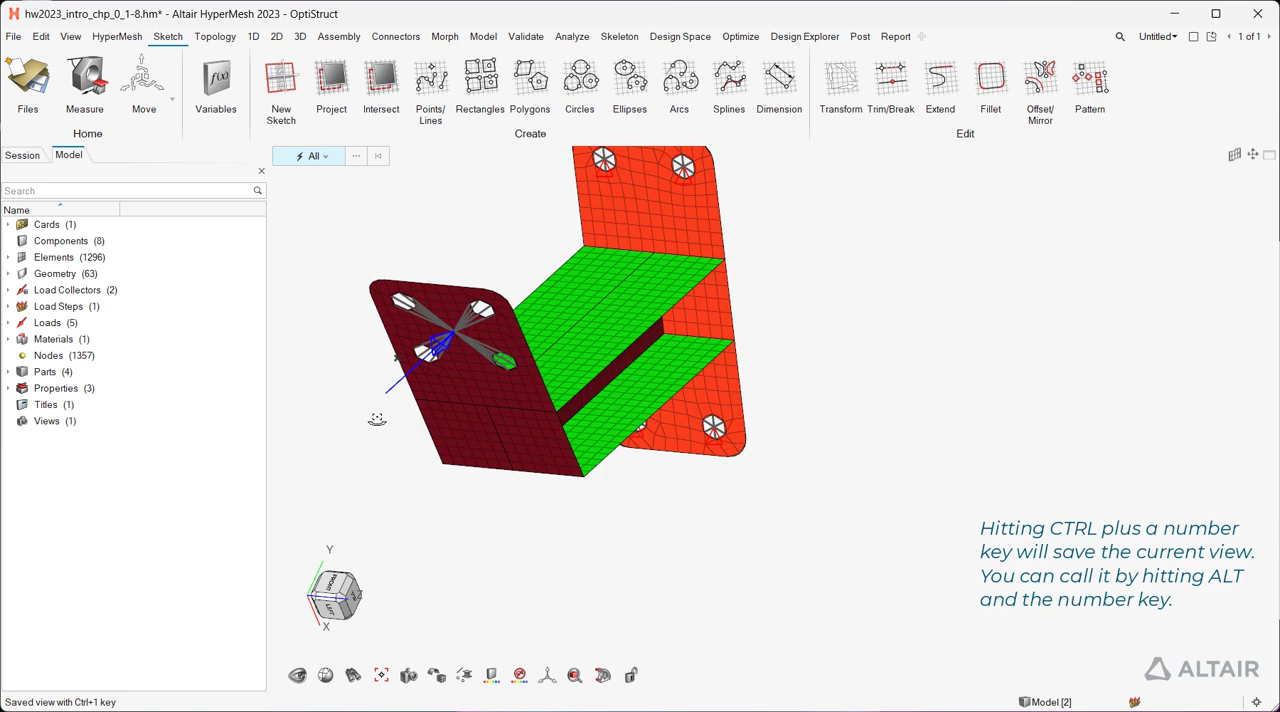 hw2023_intro_chp_0_1-8.hm* - Altair HyperMesh 2023 - OptiStruct
File Edit View HyperMesh Sketch Topology 1D 2D 3D Assembly Connectors Morph Model Validate Analyze Skeleton Design Space Optimize Design Explorer Post Report Untitled 1 of 1
f(x)
Files Measure Move Variables New Sketch Project Intersect Points/Lines Rectangles Polygons Circles Ellipses Arcs Splines Dimension Transform Trim/Break Extend Fillet Offset/Mirror Pattern
Home Create Edit
Session Model
All
Search
Name
Cards (1)
Components (8)
Elements (1296)
Geometry (63)
Load Collectors (2)
Load Steps (1)
Loads (5)
Materials (1)
Nodes (1357)
Parts (4)
Properties (3)
Titles (1)
Views (1)
Hitting CTRL plus a number
key will save the current view.
You can call it by hitting ALT
and the number key.
Y
FRONT
LEFT
X
ALTAIR
Saved view with Ctrl+1 key
Model [2]